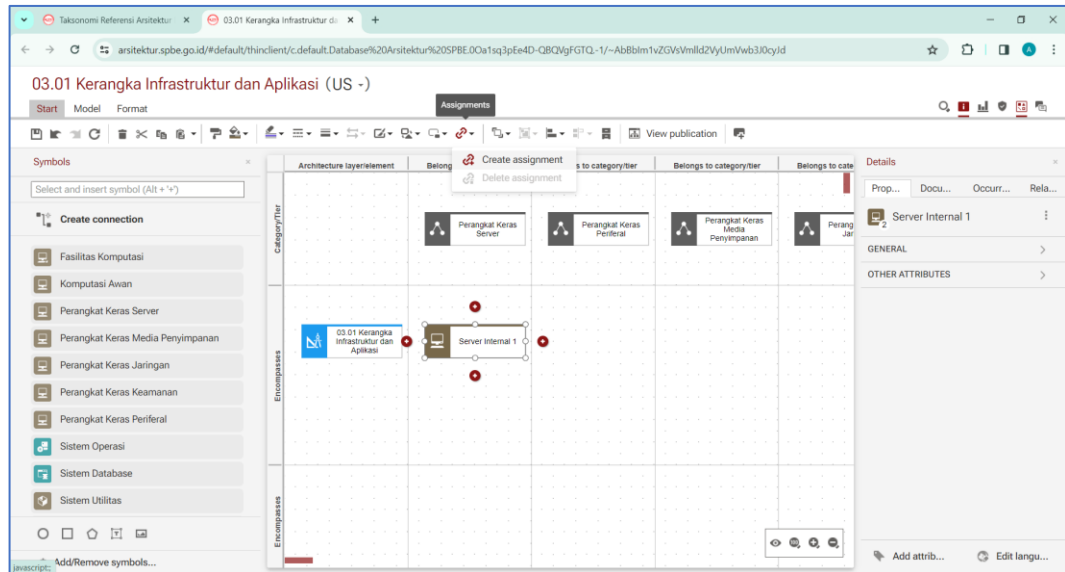 Taksonomi Referensi Arsitektur
03.01 Kerangka Infrastruktur da
arsitektur.spbe.go.id/#default/thinclient/c.default.Database%20Arsitektur%20SPBE.0Oa1sq3pEe4D-QBQVgFGTQ.-1/~AbBbIm1vZGVsVmlld2VyUmVwb3J0cyJd
A
03.01 Kerangka Infrastruktur dan Aplikasi (US -)
Start Model Format
Assignments
View publication
Create assignment
Delete assignment
Symbols
Select and insert symbol (Alt + '+')
Create connection
Fasilitas Komputasi
Komputasi Awan
Perangkat Keras Server
Perangkat Keras Media Penyimpanan
Perangkat Keras Jaringan
Perangkat Keras Keamanan
Perangkat Keras Periferal
Sistem Operasi
Sistem Database
Sistem Utilitas
Add/Remove symbols...
javascript:;
Architecture layer/element Belong s to category/tier Belongs to category/tier Belongs to cate
Category/Tier
Perangkat Keras
Server
Perangkat Keras
Periferal
Perangkat Keras
Media
Penyimpanan
Perang
Jar
Encompasses
03.01 Kerangka
Infrastruktur dan
Aplikasi
Server Internal 1
Encompasses
Details
Prop... Docu... Occurr... Rela...
Server Internal 1
2
GENERAL
OTHER ATTRIBUTES
Add attrib... Edit langu...